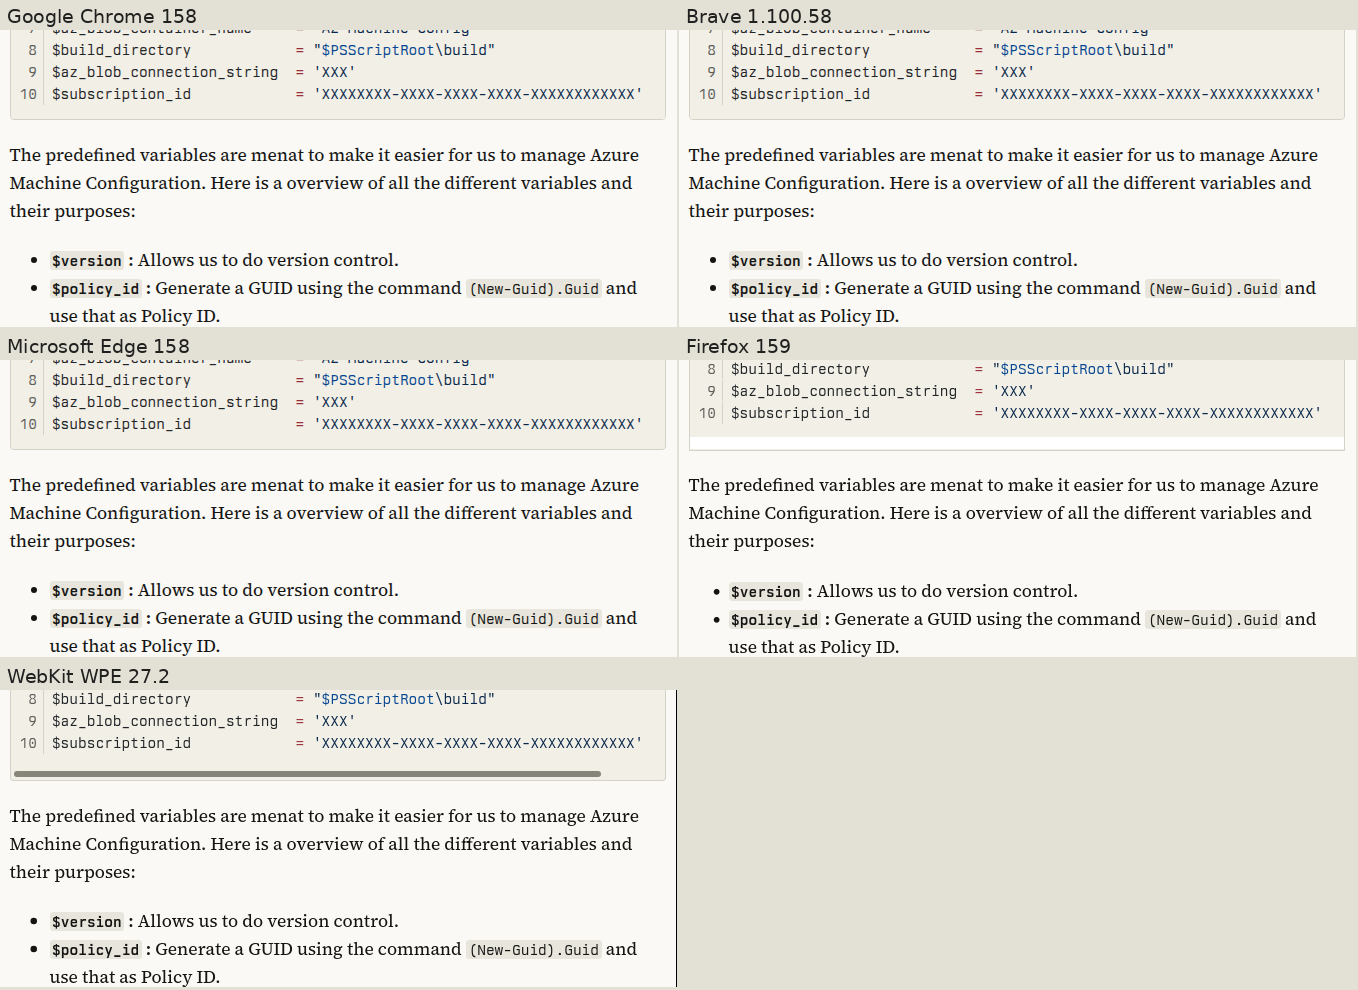 Google Chrome 158
8 $build_directory = "$PSScriptRoot\build"
9 $az_blob_connection_string = 'XXX'
10 $subscription_id = 'XXXXXXXX-XXXX-XXXX-XXXX-XXXXXXXXXXXX'
The predefined variables are menat to make it easier for us to manage Azure
Machine Configuration. Here is a overview of all the different variables and
their purposes:
• $version : Allows us to do version control.
• $policy_id : Generate a GUID using the command (New-Guid).Guid and
use that as Policy ID.
Brave 1.100.58
8 $build_directory = "$PSScriptRoot\build"
9 $az_blob_connection_string = 'XXX'
10 $subscription_id = 'XXXXXXXX-XXXX-XXXX-XXXX-XXXXXXXXXXXX'
The predefined variables are menat to make it easier for us to manage Azure
Machine Configuration. Here is a overview of all the different variables and
their purposes:
• $version : Allows us to do version control.
• $policy_id : Generate a GUID using the command (New-Guid).Guid and
use that as Policy ID.
Microsoft Edge 158
8 $build_directory = "$PSScriptRoot\build"
9 $az_blob_connection_string = 'XXX'
10 $subscription_id = 'XXXXXXXX-XXXX-XXXX-XXXX-XXXXXXXXXXXX'
The predefined variables are menat to make it easier for us to manage Azure
Machine Configuration. Here is a overview of all the different variables and
their purposes:
• $version : Allows us to do version control.
• $policy_id : Generate a GUID using the command (New-Guid).Guid and
use that as Policy ID.
Firefox 159
8 $build_directory = "$PSScriptRoot\build"
9 $az_blob_connection_string = 'XXX'
10 $subscription_id = 'XXXXXXXX-XXXX-XXXX-XXXX-XXXXXXXXXXXX'
The predefined variables are menat to make it easier for us to manage Azure
Machine Configuration. Here is a overview of all the different variables and
their purposes:
• $version : Allows us to do version control.
• $policy_id : Generate a GUID using the command (New-Guid).Guid and
use that as Policy ID.
WebKit WPE 27.2
8 $build_directory = "$PSScriptRoot\build"
9 $az_blob_connection_string = 'XXX'
10 $subscription_id = 'XXXXXXXX-XXXX-XXXX-XXXX-XXXXXXXXXXXX'
The predefined variables are menat to make it easier for us to manage Azure
Machine Configuration. Here is a overview of all the different variables and
their purposes:
• $version : Allows us to do version control.
• $policy_id : Generate a GUID using the command (New-Guid).Guid and
use that as Policy ID.